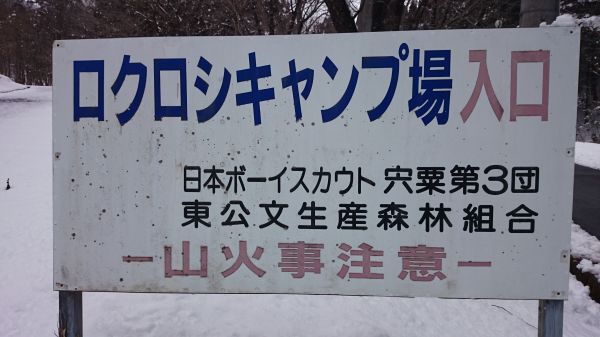 ロクロシキャンプ場入口
日本ボーイスカウト 宍粟第3団
東公文生産森林組合
－山火事注意－